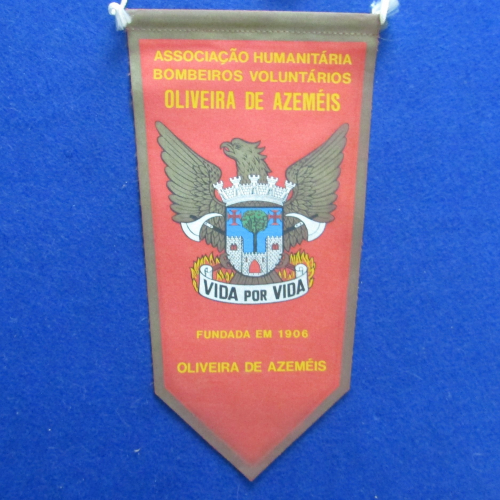 ASSOCIAÇÃO HUMANITÁRIA
BOMBEIROS VOLUNTÁRIOS
OLIVEIRA DE AZEMÉIS
VIDA POR VIDA
FUNDADA EM 1906
OLIVEIRA DE AZEMÉIS